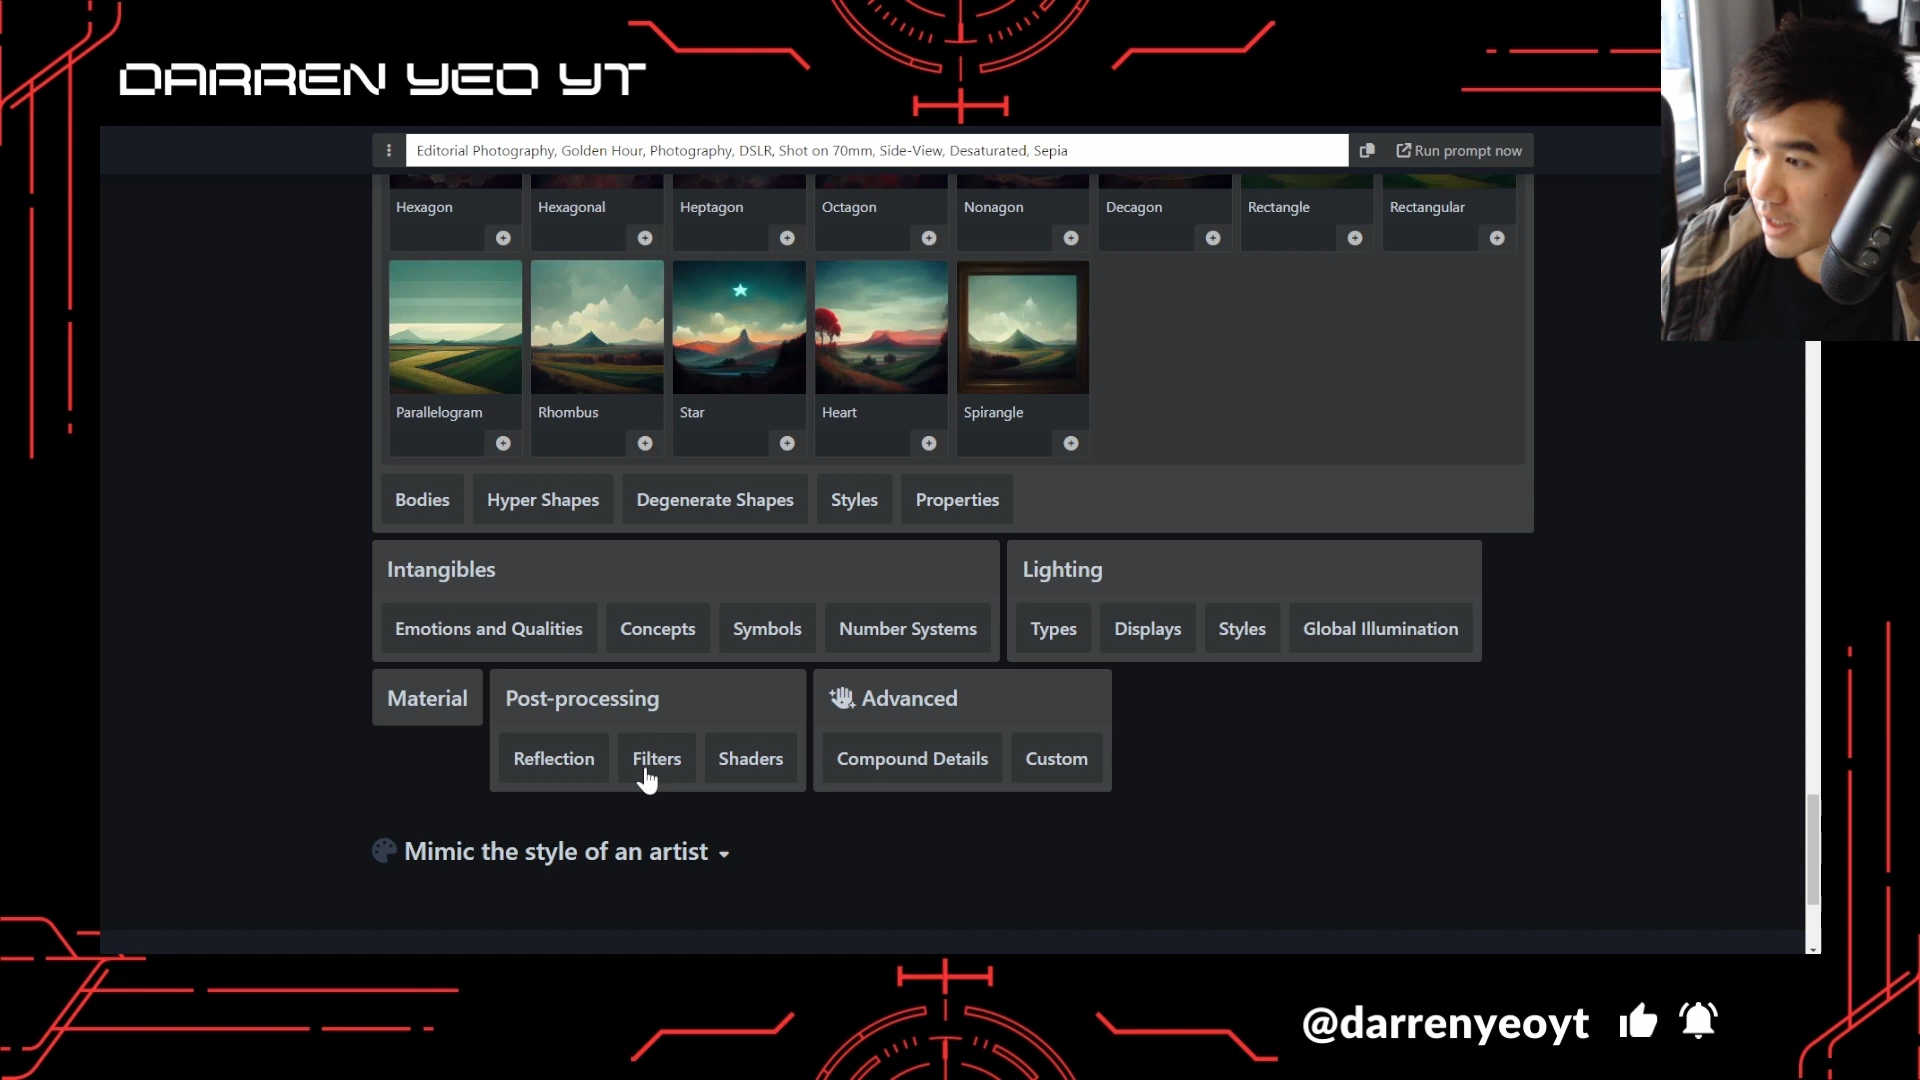 DARREN YEO YT
Editorial Photography, Golden Hour, Photography, DSLR, Shot on 70mm, Side-View, Desaturated, Sepia
Run prompt now
Hexagon Hexagonal Heptagon Octagon Nonagon Decagon Rectangle Rectangular
Parallelogram Rhombus Star Heart Spirangle
Bodies Hyper Shapes Degenerate Shapes Styles Properties
Intangibles Lighting
Emotions and Qualities Concepts Symbols Number Systems Types Displays Styles Global Illumination
Material Post-processing Advanced
Reflection Filters Shaders Compound Details Custom
Mimic the style of an artist
@darrenyeoyt